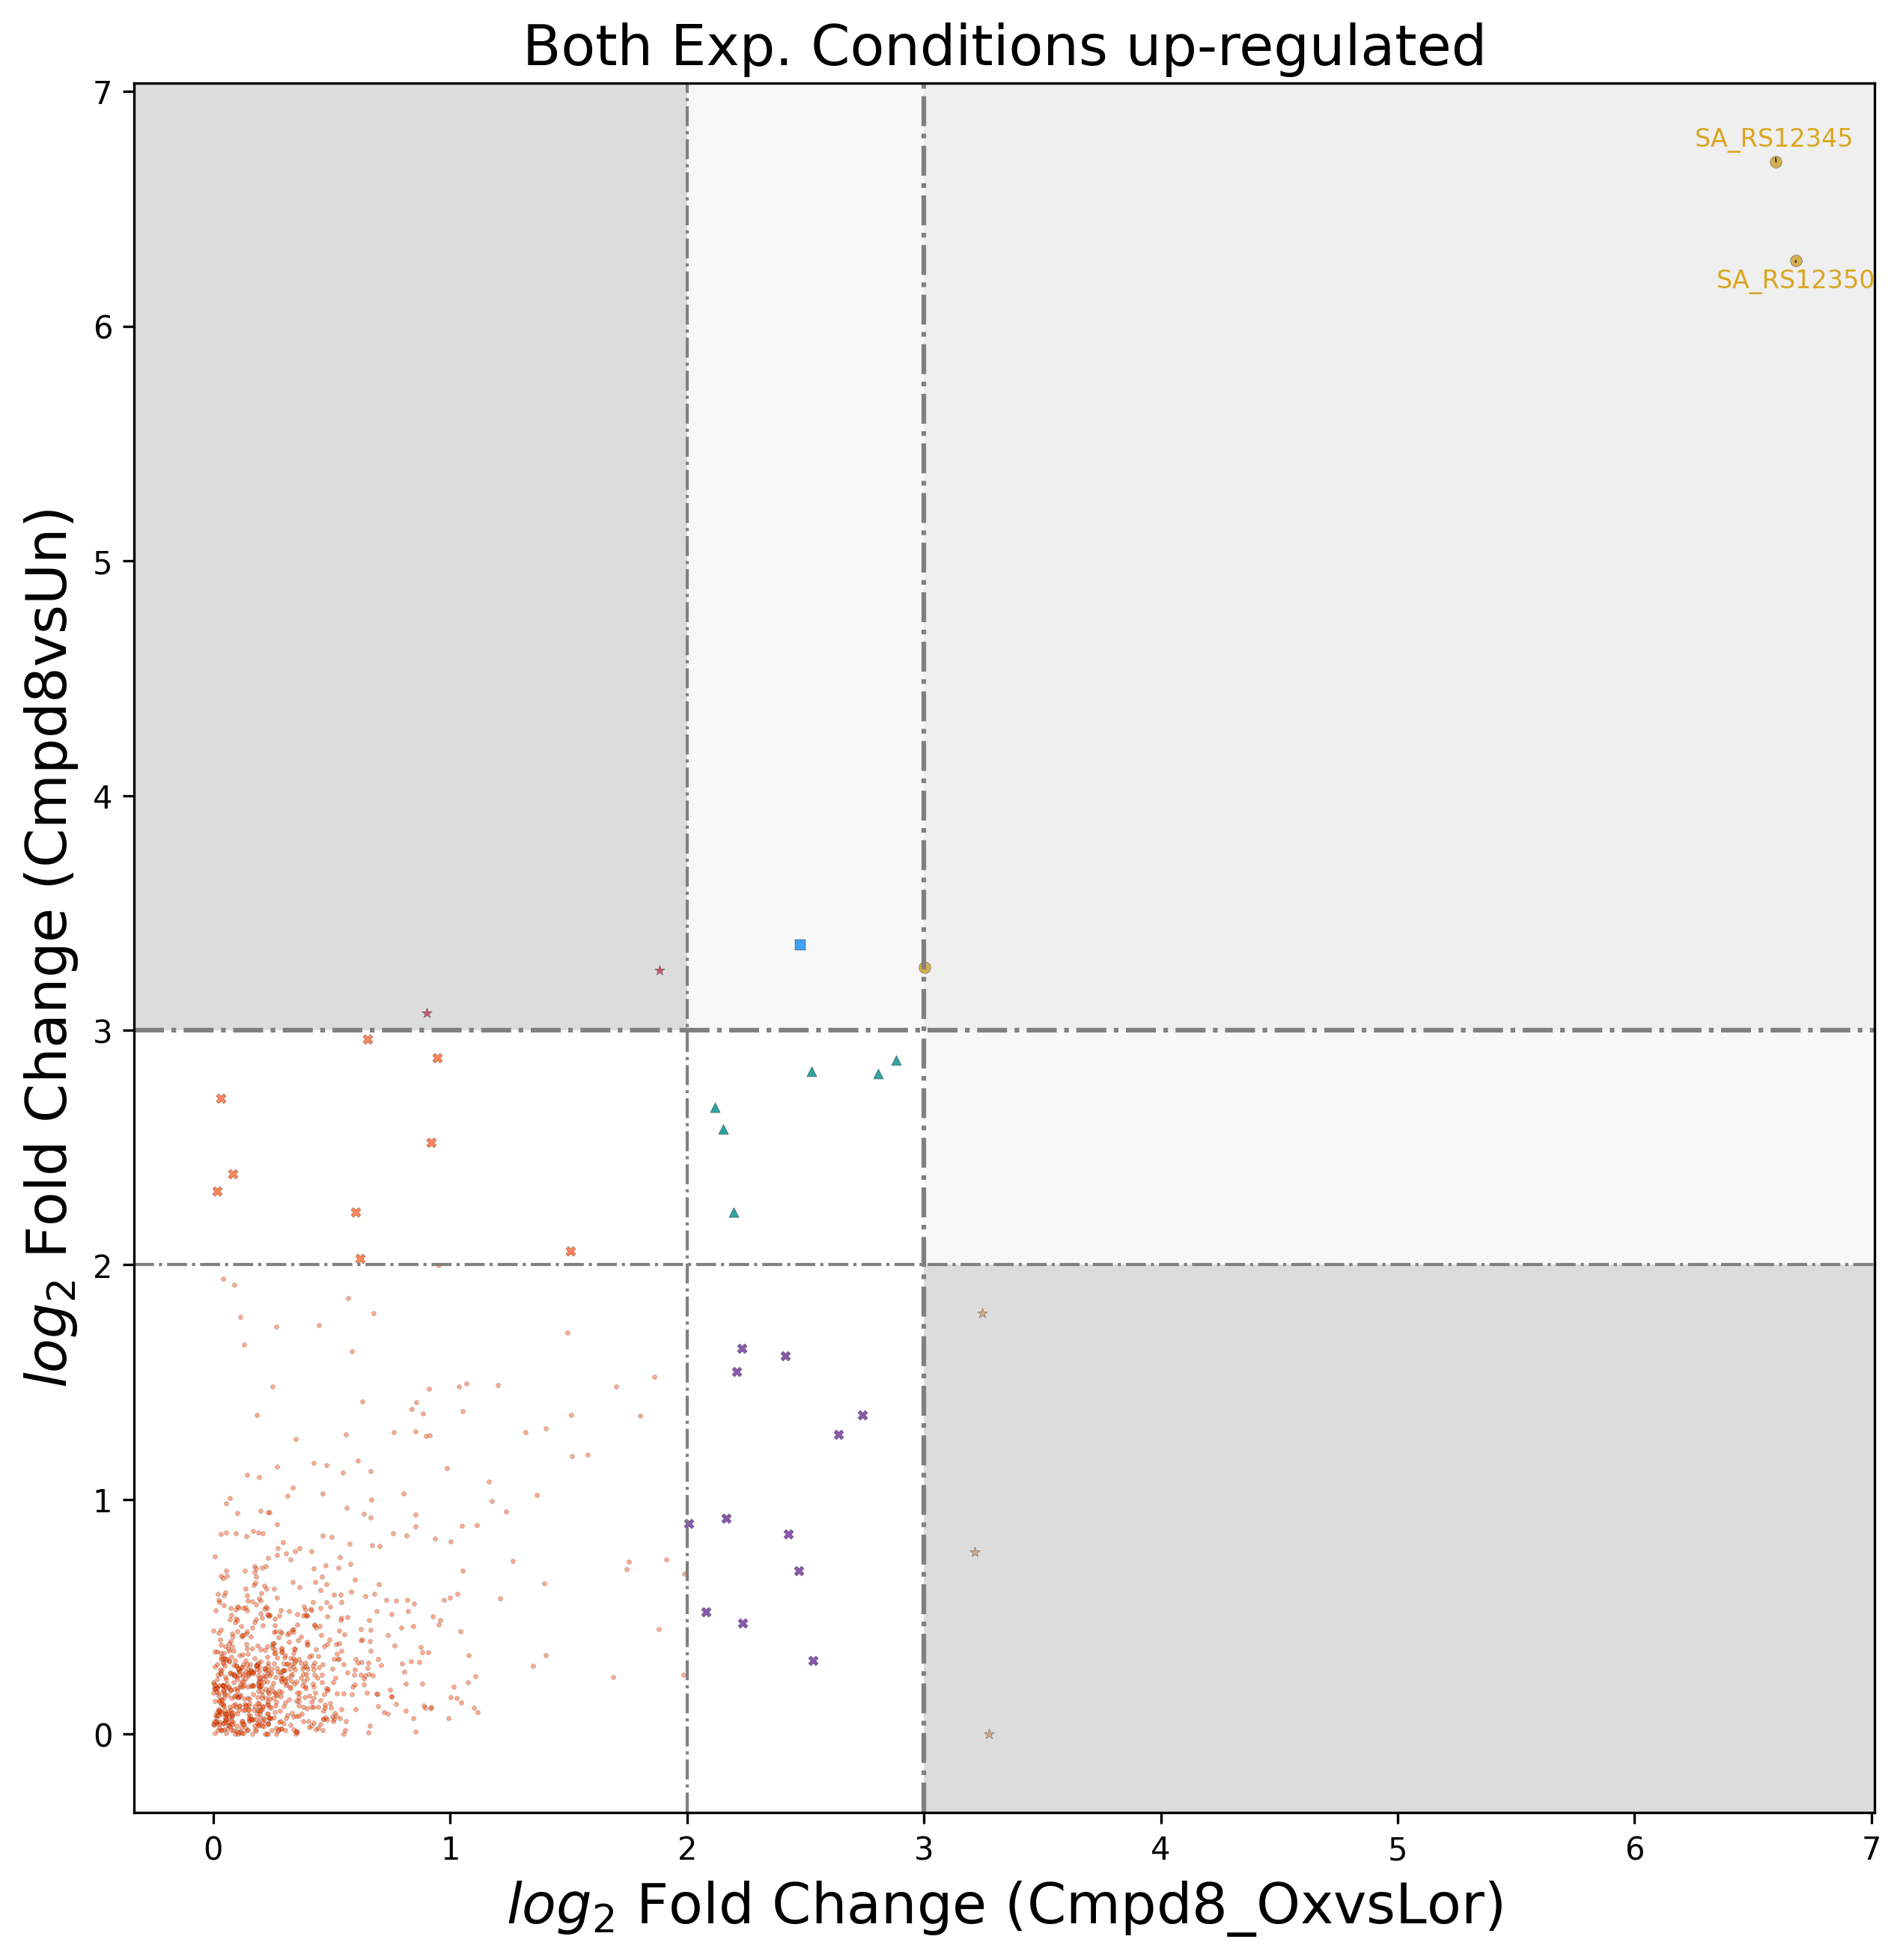 Both Exp. Conditions up-regulated
log2 Fold Change (Cmpd8vsUn)
7
6
5
4
3
2
1
0
SA_RS12345
SA_RS12350
0 1 2 3 4 5 6 7
log2 Fold Change (Cmpd8_OxvsLor)